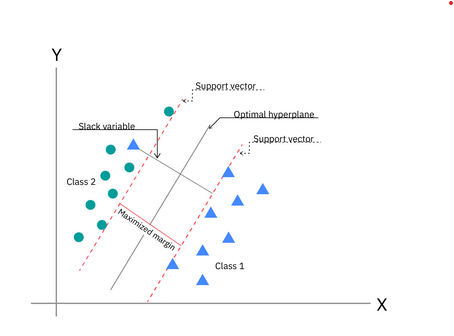 Y
Support vector
Optimal hyperplane
Slack variable
Support vector
Class 2
Maximized margin
Class 1
X